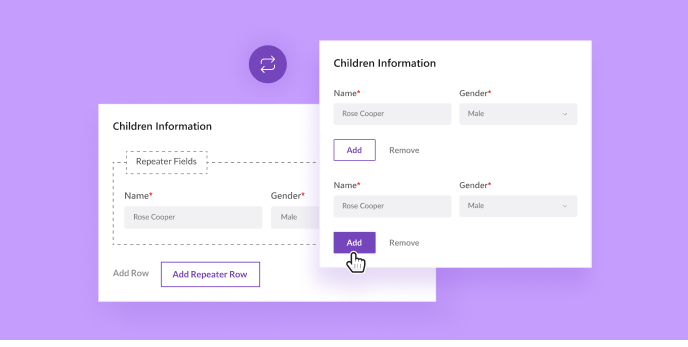 Children Information
Repeater Fields
Name* Gender*
Rose Cooper Male
Add Row Add Repeater Row
Children Information
Name* Gender*
Rose Cooper Male
Add Remove
Name* Gender*
Rose Cooper Male
Add Remove